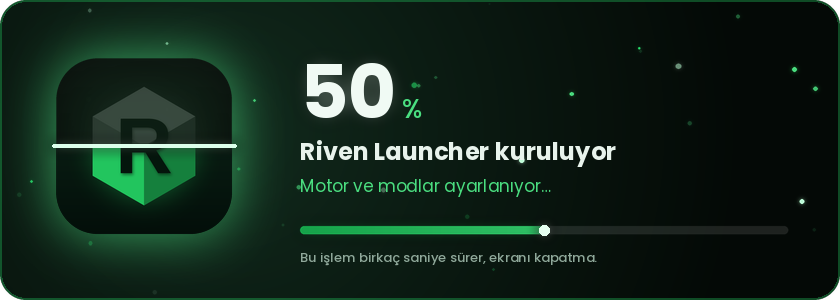 R
50 %
Riven Launcher kuruluyor
Motor ve modlar ayarlanıyor...
Bu işlem birkaç saniye sürer, ekranı kapatma.